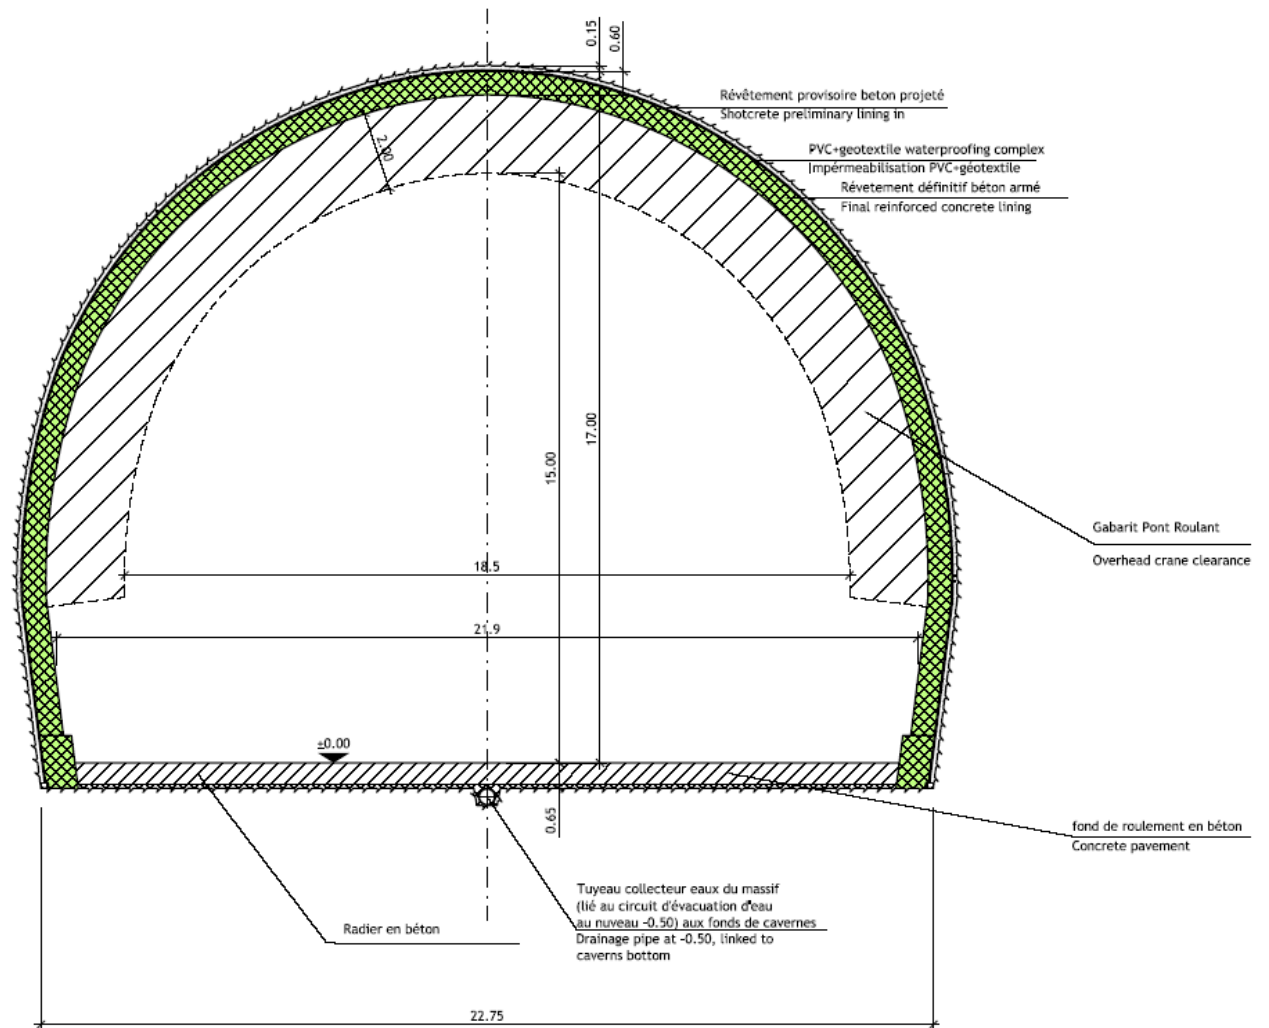 0.15
0.60
Révêtement provisoire beton projeté
Shotcrete preliminary lining in
PVC+geotextile waterproofing complex
Impérmeabilisation PVC+géotextile
Révetement définitif béton armé
Final reinforced concrete lining
2.00
17.00
15.00
Gabarit Pont Roulant
Overhead crane clearance
18.5
21.9
±0.00
0.65
fond de roulement en béton
Concrete pavement
Tuyeau collecteur eaux du massif
(lié au circuit d'évacuation d'eau
au nuveau -0.50) aux fonds de cavernes
Drainage pipe at -0.50, linked to
caverns bottom
Radier en béton
22.75